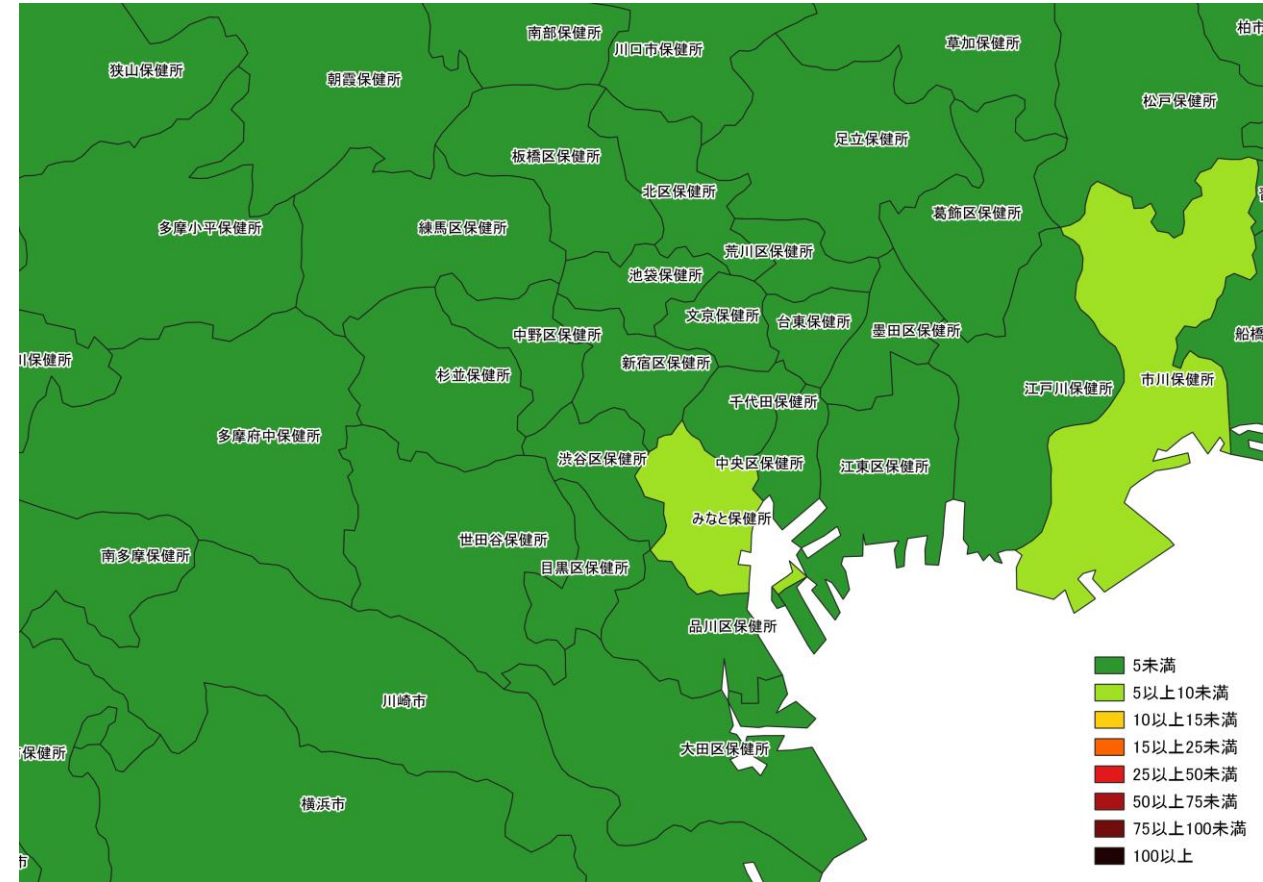 南部保健所
川口市保健所
草加保健所
柏市
狭山保健所
朝霞保健所
松戸保健所
足立保健所
板橋区保健所
北区保健所
葛飾区保健所
多摩小平保健所
練馬区保健所
荒川区保健所
池袋保健所
文京保健所
台東保健所
墨田区保健所
中野区保健所
船橋
川保健所
新宿区保健所
杉並保健所
江戸川保健所
市川保健所
千代田保健所
多摩府中保健所
渋谷区保健所
中央区保健所
江東区保健所
みなと保健所
世田谷保健所
南多摩保健所
目黒区保健所
品川区保健所
川崎市
大田区保健所
保健所
横浜市
市
5未満
5以上10未満
10以上15未満
15以上25未満
25以上50未満
50以上75未満
75以上100未満
100以上